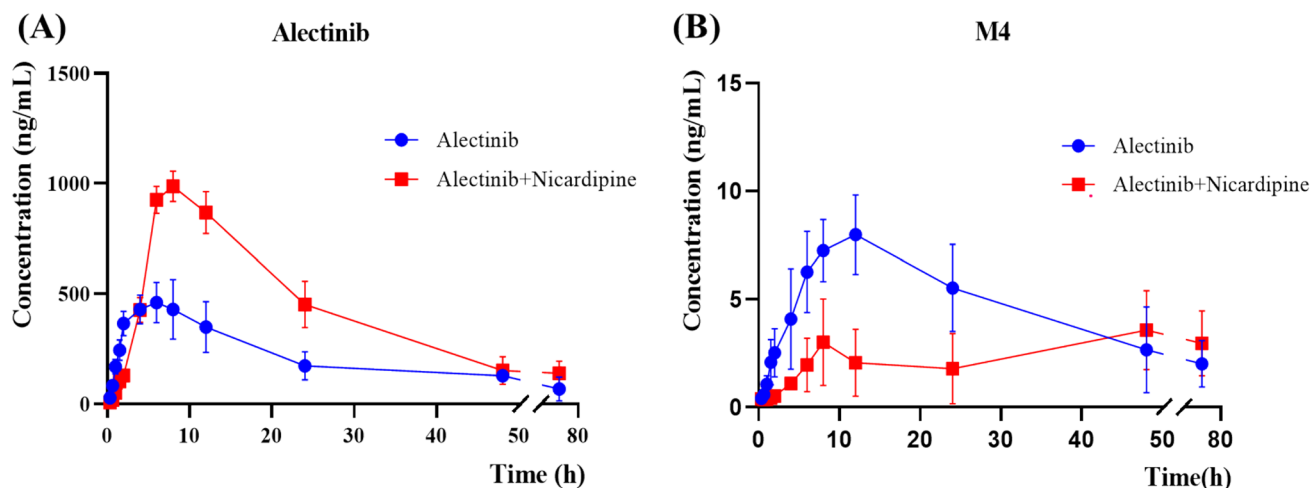 (A)
Alectinib
Concentration (ng/mL)
1500
1000
500
0
Alectinib
Alectinib+Nicardipine
0 10 20 30 40 50 80
Time (h)
(B)
M4
Concentration (ng/mL)
15
10
5
0
Alectinib
Alectinib+Nicardipine
0 10 20 30 40 50 80
Time(h)